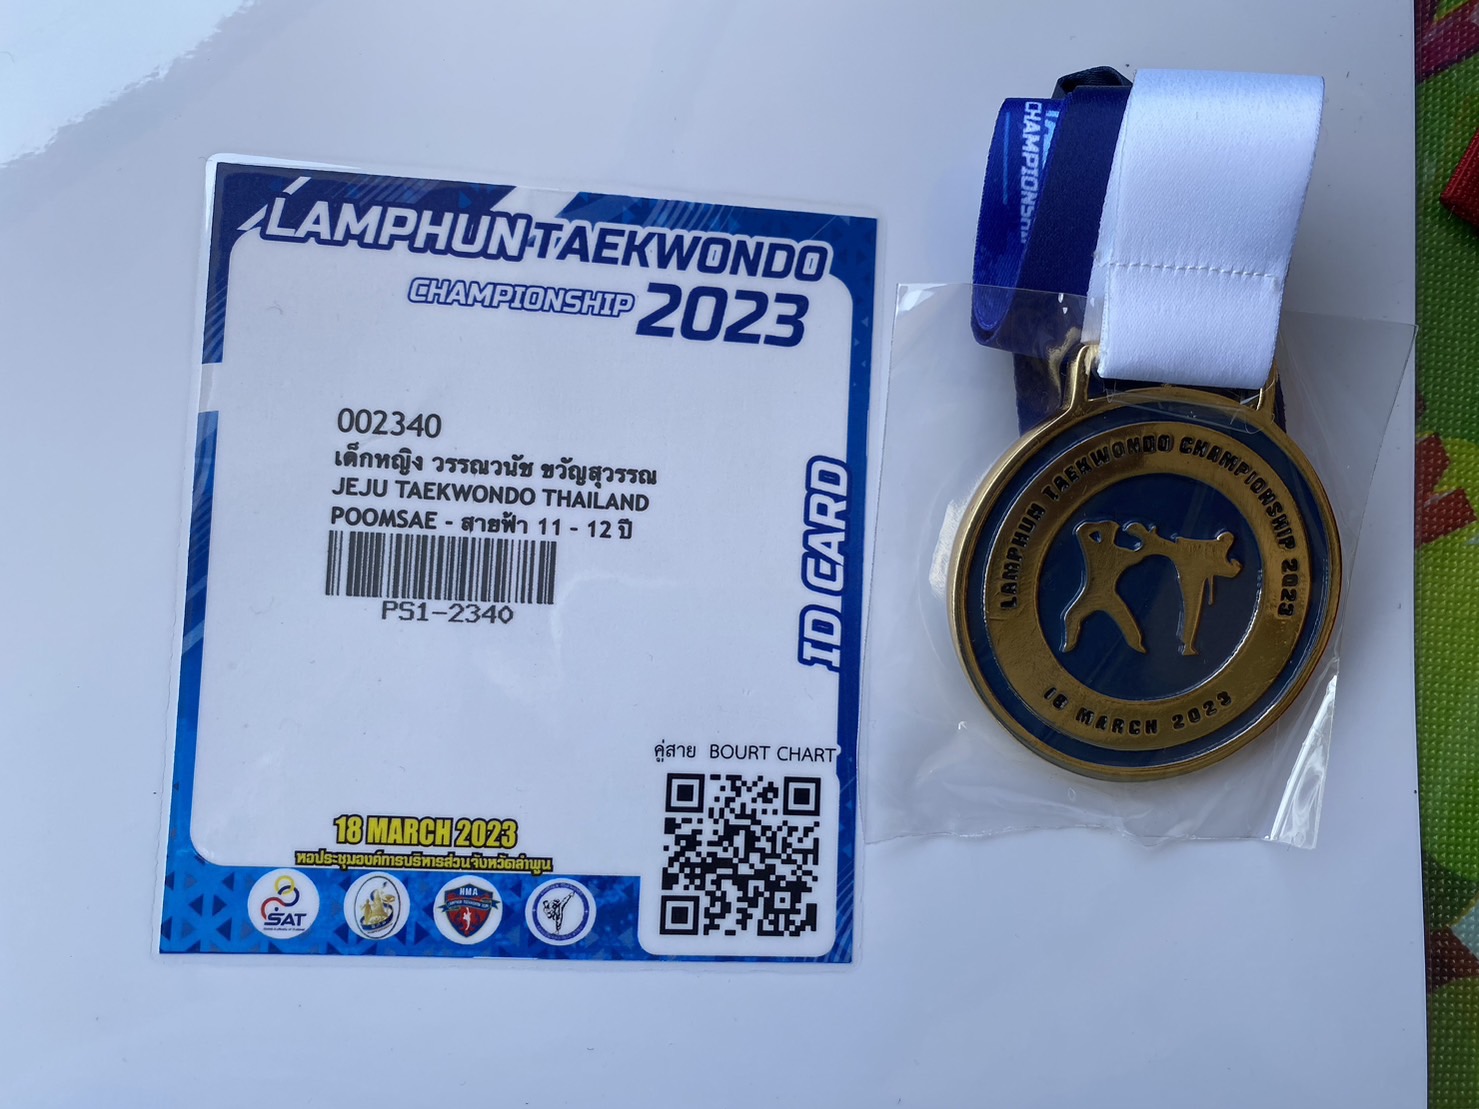 LAMPHUN TAEKWONDO
CHAMPIONSHIP 2023
002340
เด็กหญิง วรรณวนัช ขวัญสุวรรณ
JEJU TAEKWONDO THAILAND
POOMSAE - สายฟ้า 11 - 12 ปี
PS1-2340
ID CARD
คู่สาย BOURT CHART
18 MARCH 2023
หอประชุมองค์การบริหารส่วนจังหวัดลำพูน
SAT
HMA
CHAMPIONSHIP
LAMPHUN TAEKWONDO CHAMPIONSHIP 2023
18 MARCH 2023